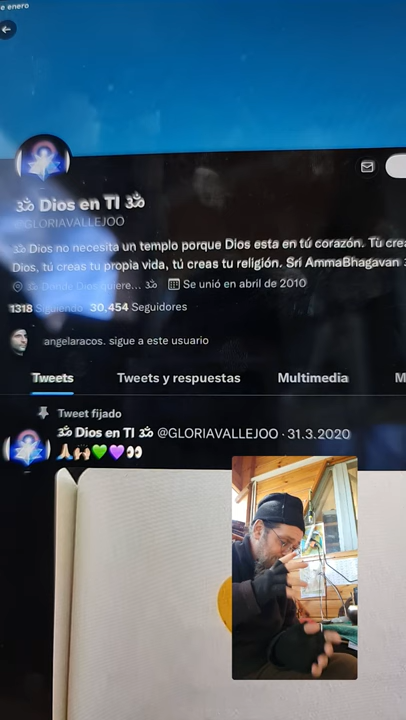 e enero
ૐ Dios en TI ૐ
@GLORIAVALLEJOO
ૐ Dios no necesita un templo porque Dios esta en tú corazón. Tú crea
Dios, tú creas tu propia vida, tú creas tu religión. Sri AmmaBhagavan
ૐ Donde Dios quiere... ૐ Se unió en abril de 2010
1318 Siguiendo 30,454 Seguidores
angelaracos. sigue a este usuario
Tweets Tweets y respuestas Multimedia M
Tweet fijado
ૐ Dios en TI ૐ @GLORIAVALLEJOO · 31.3.2020
🙏🏼🙌🏼💚💜👀